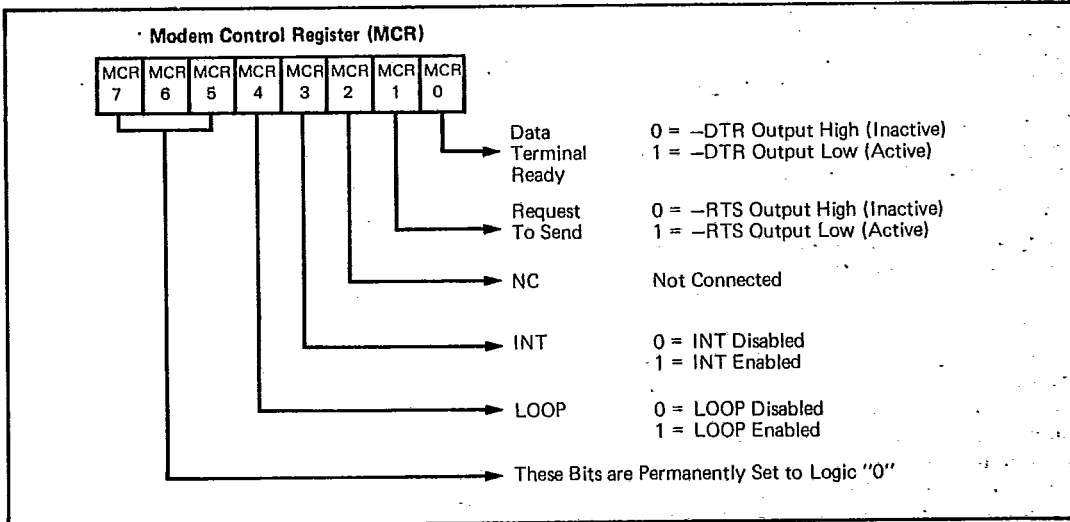 Modem Control Register (MCR)
MCR 7 MCR 6 MCR 5 MCR 4 MCR 3 MCR 2 MCR 1 MCR 0
Data Terminal Ready
0 = –DTR Output High (Inactive)
1 = –DTR Output Low (Active)
Request To Send
0 = –RTS Output High (Inactive)
1 = –RTS Output Low (Active)
NC Not Connected
INT 0 = INT Disabled
1 = INT Enabled
LOOP 0 = LOOP Disabled
1 = LOOP Enabled
These Bits are Permanently Set to Logic "0"